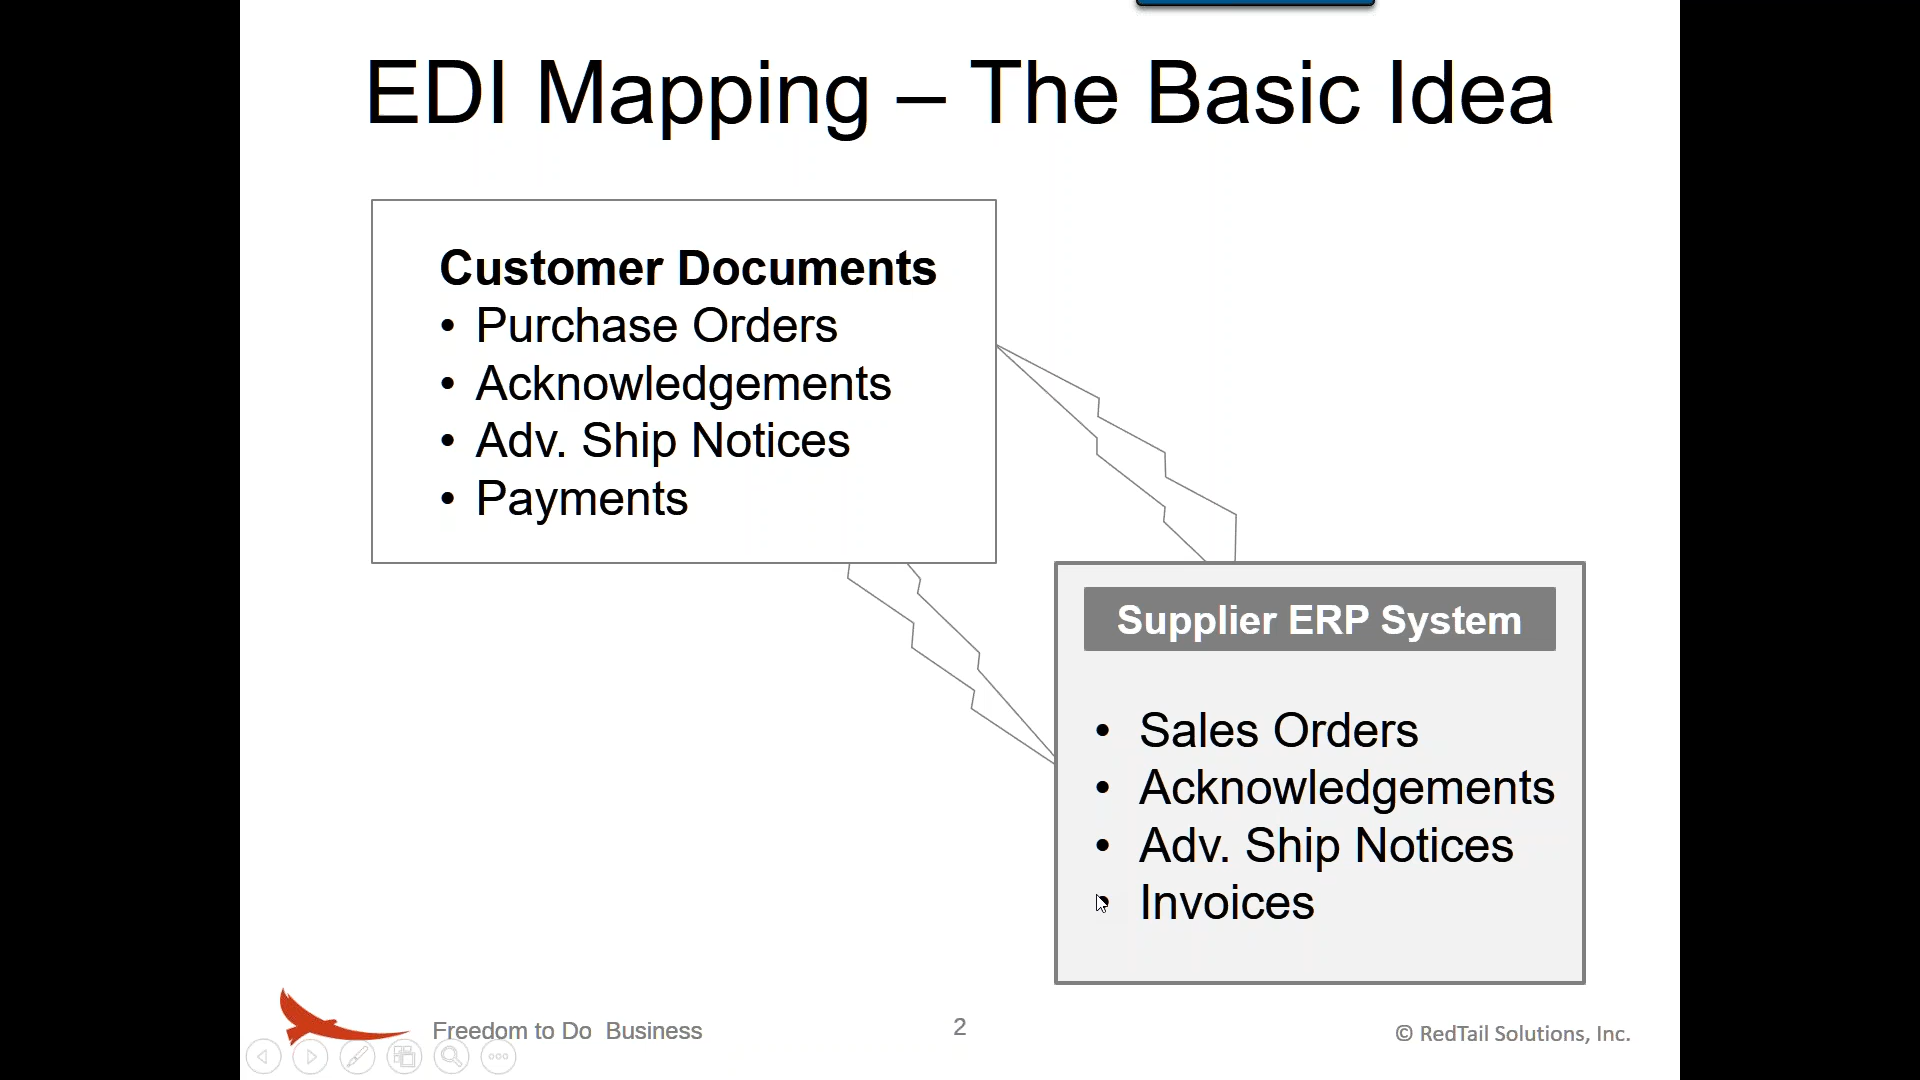 EDI Mapping – The Basic Idea
Customer Documents
• Purchase Orders
• Acknowledgements
• Adv. Ship Notices
• Payments
Supplier ERP System
• Sales Orders
• Acknowledgements
• Adv. Ship Notices
• Invoices
Freedom to Do Business
2
© RedTail Solutions, Inc.